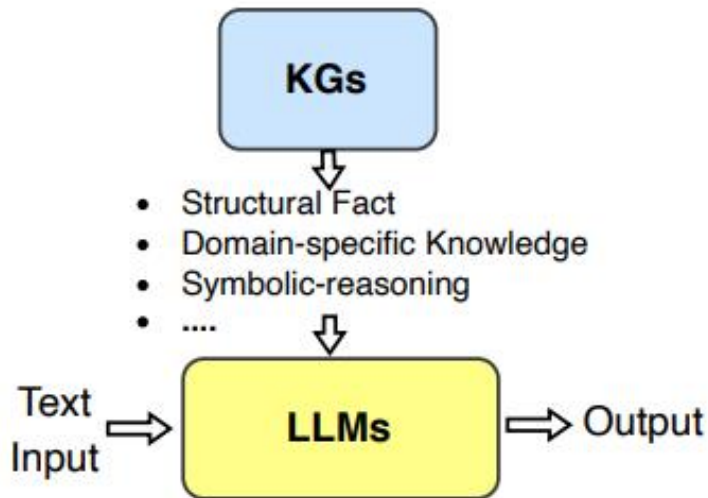 KGs
• Structural Fact
• Domain-specific Knowledge
• Symbolic-reasoning
• ....
Text
Input
LLMs
Output